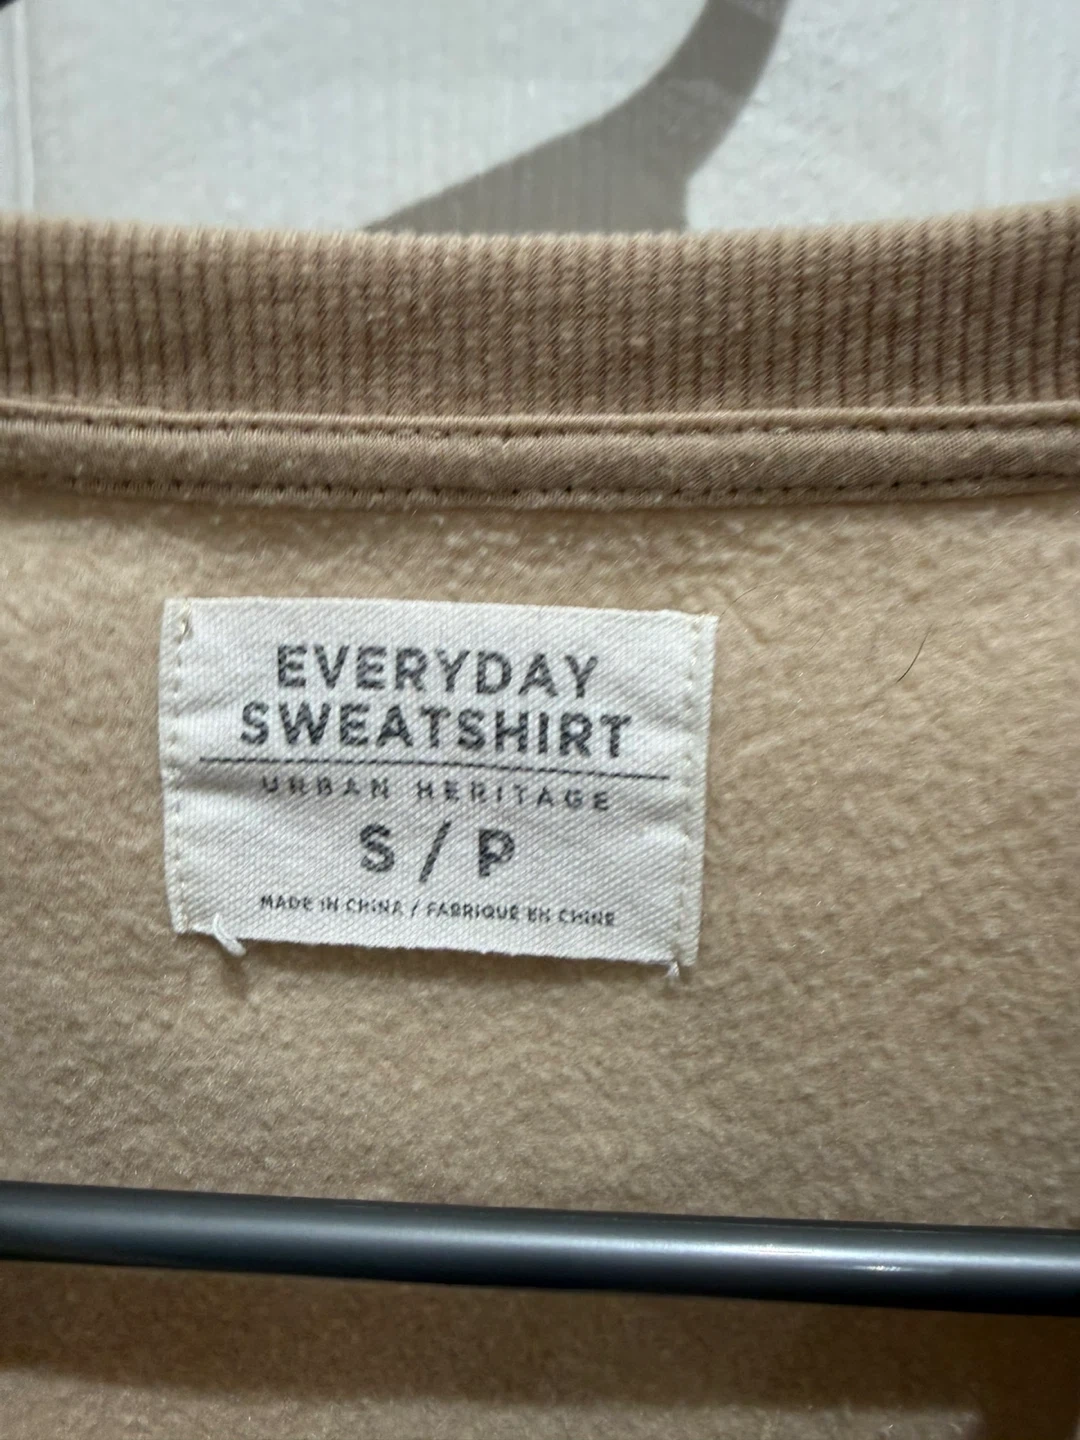 EVERYDAY
SWEATSHIRT
URBAN HERITAGE
S / P
MADE IN CHINA / FABRIQUÉ EN CHINE